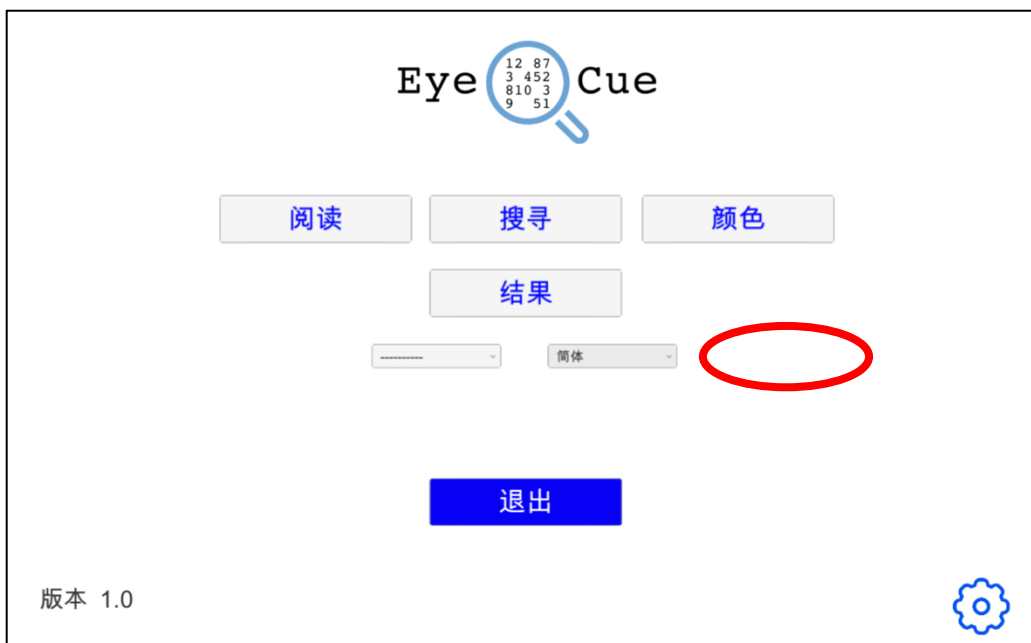 Eye Cue
12 87
3 452
810 3
9 51
阅读 搜寻 颜色
结果
---------- 简体
退出
版本 1.0